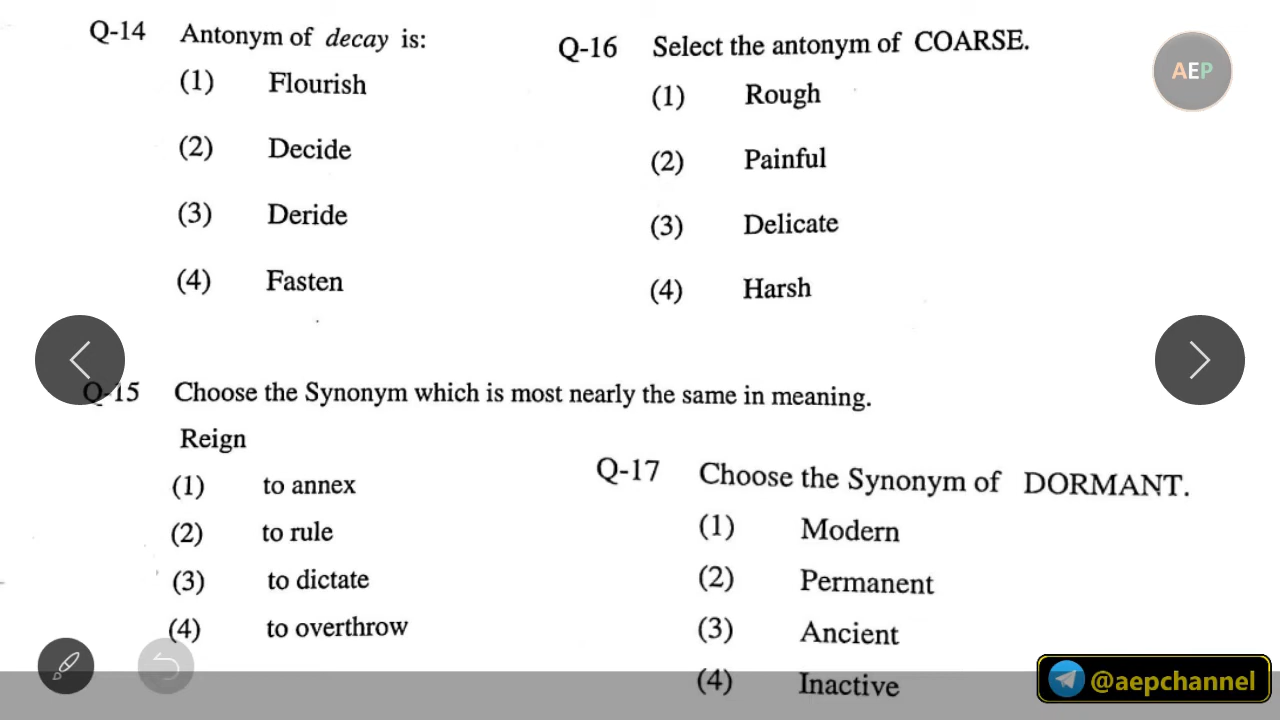 Q-14 Antonym of decay is:
(1) Flourish
(2) Decide
(3) Deride
(4) Fasten
Q-15 Choose the Synonym which is most nearly the same in meaning.
Reign
(1) to annex
(2) to rule
(3) to dictate
(4) to overthrow
Q-16 Select the antonym of COARSE.
(1) Rough
(2) Painful
(3) Delicate
(4) Harsh
Q-17 Choose the Synonym of DORMANT.
(1) Modern
(2) Permanent
(3) Ancient
(4) Inactive
AEP
@aepchannel